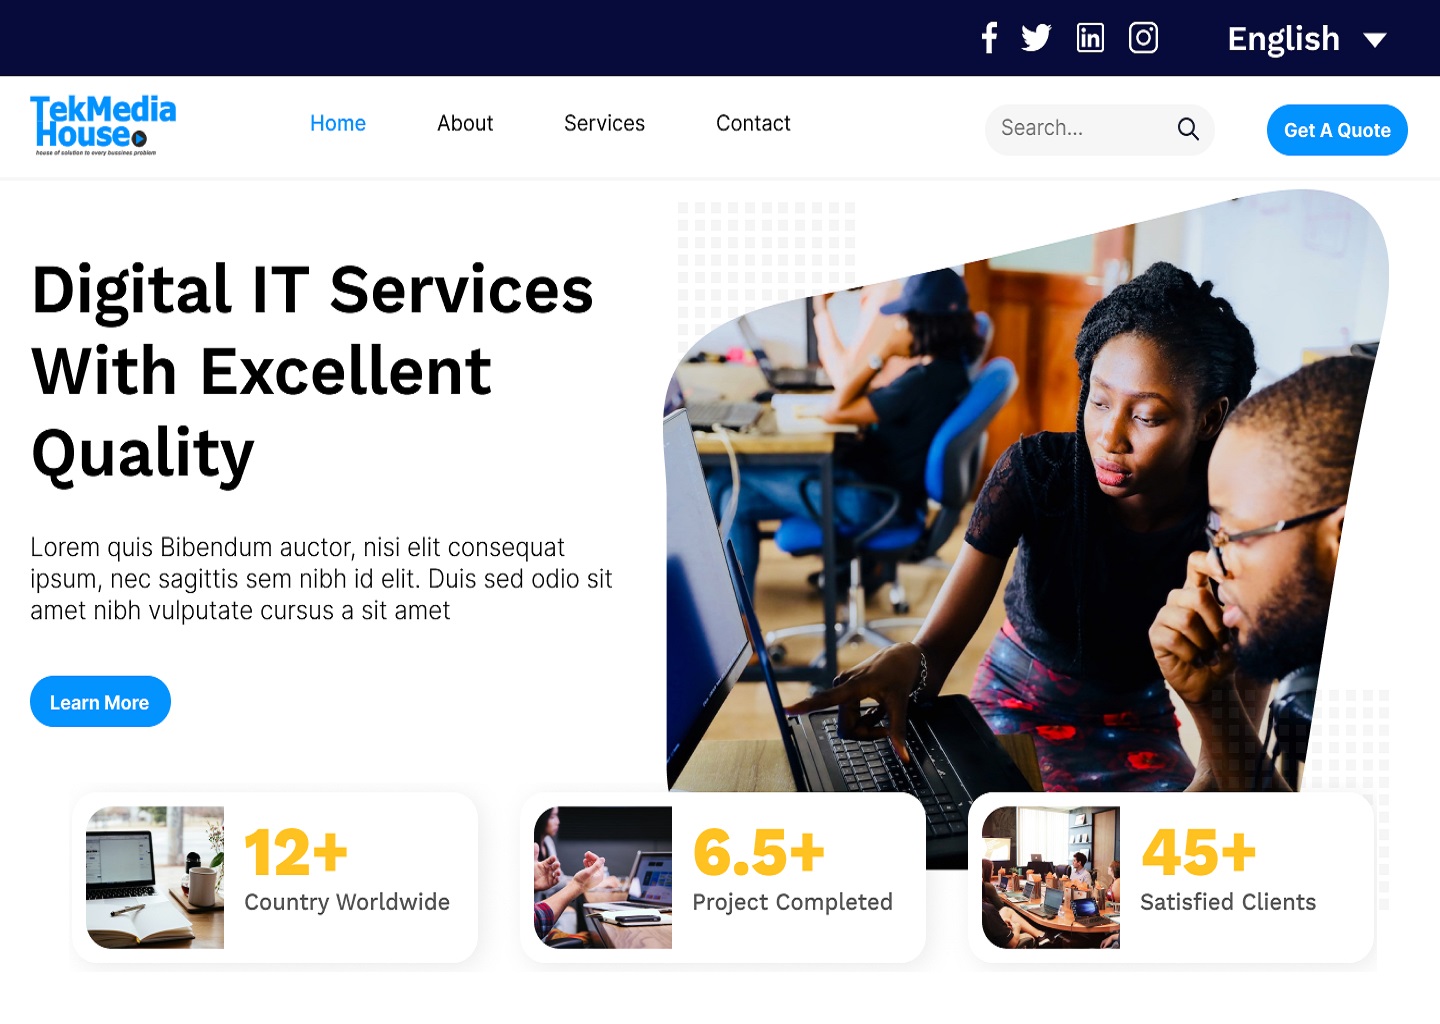 English
TekMedia
House
house of solution to every bussines problem
Home
About
Services
Contact
Search...
Get A Quote
Digital IT Services
With Excellent
Quality
Lorem quis Bibendum auctor, nisi elit consequat
ipsum, nec sagittis sem nibh id elit. Duis sed odio sit
amet nibh vulputate cursus a sit amet
Learn More
12+
Country Worldwide
6.5+
Project Completed
45+
Satisfied Clients